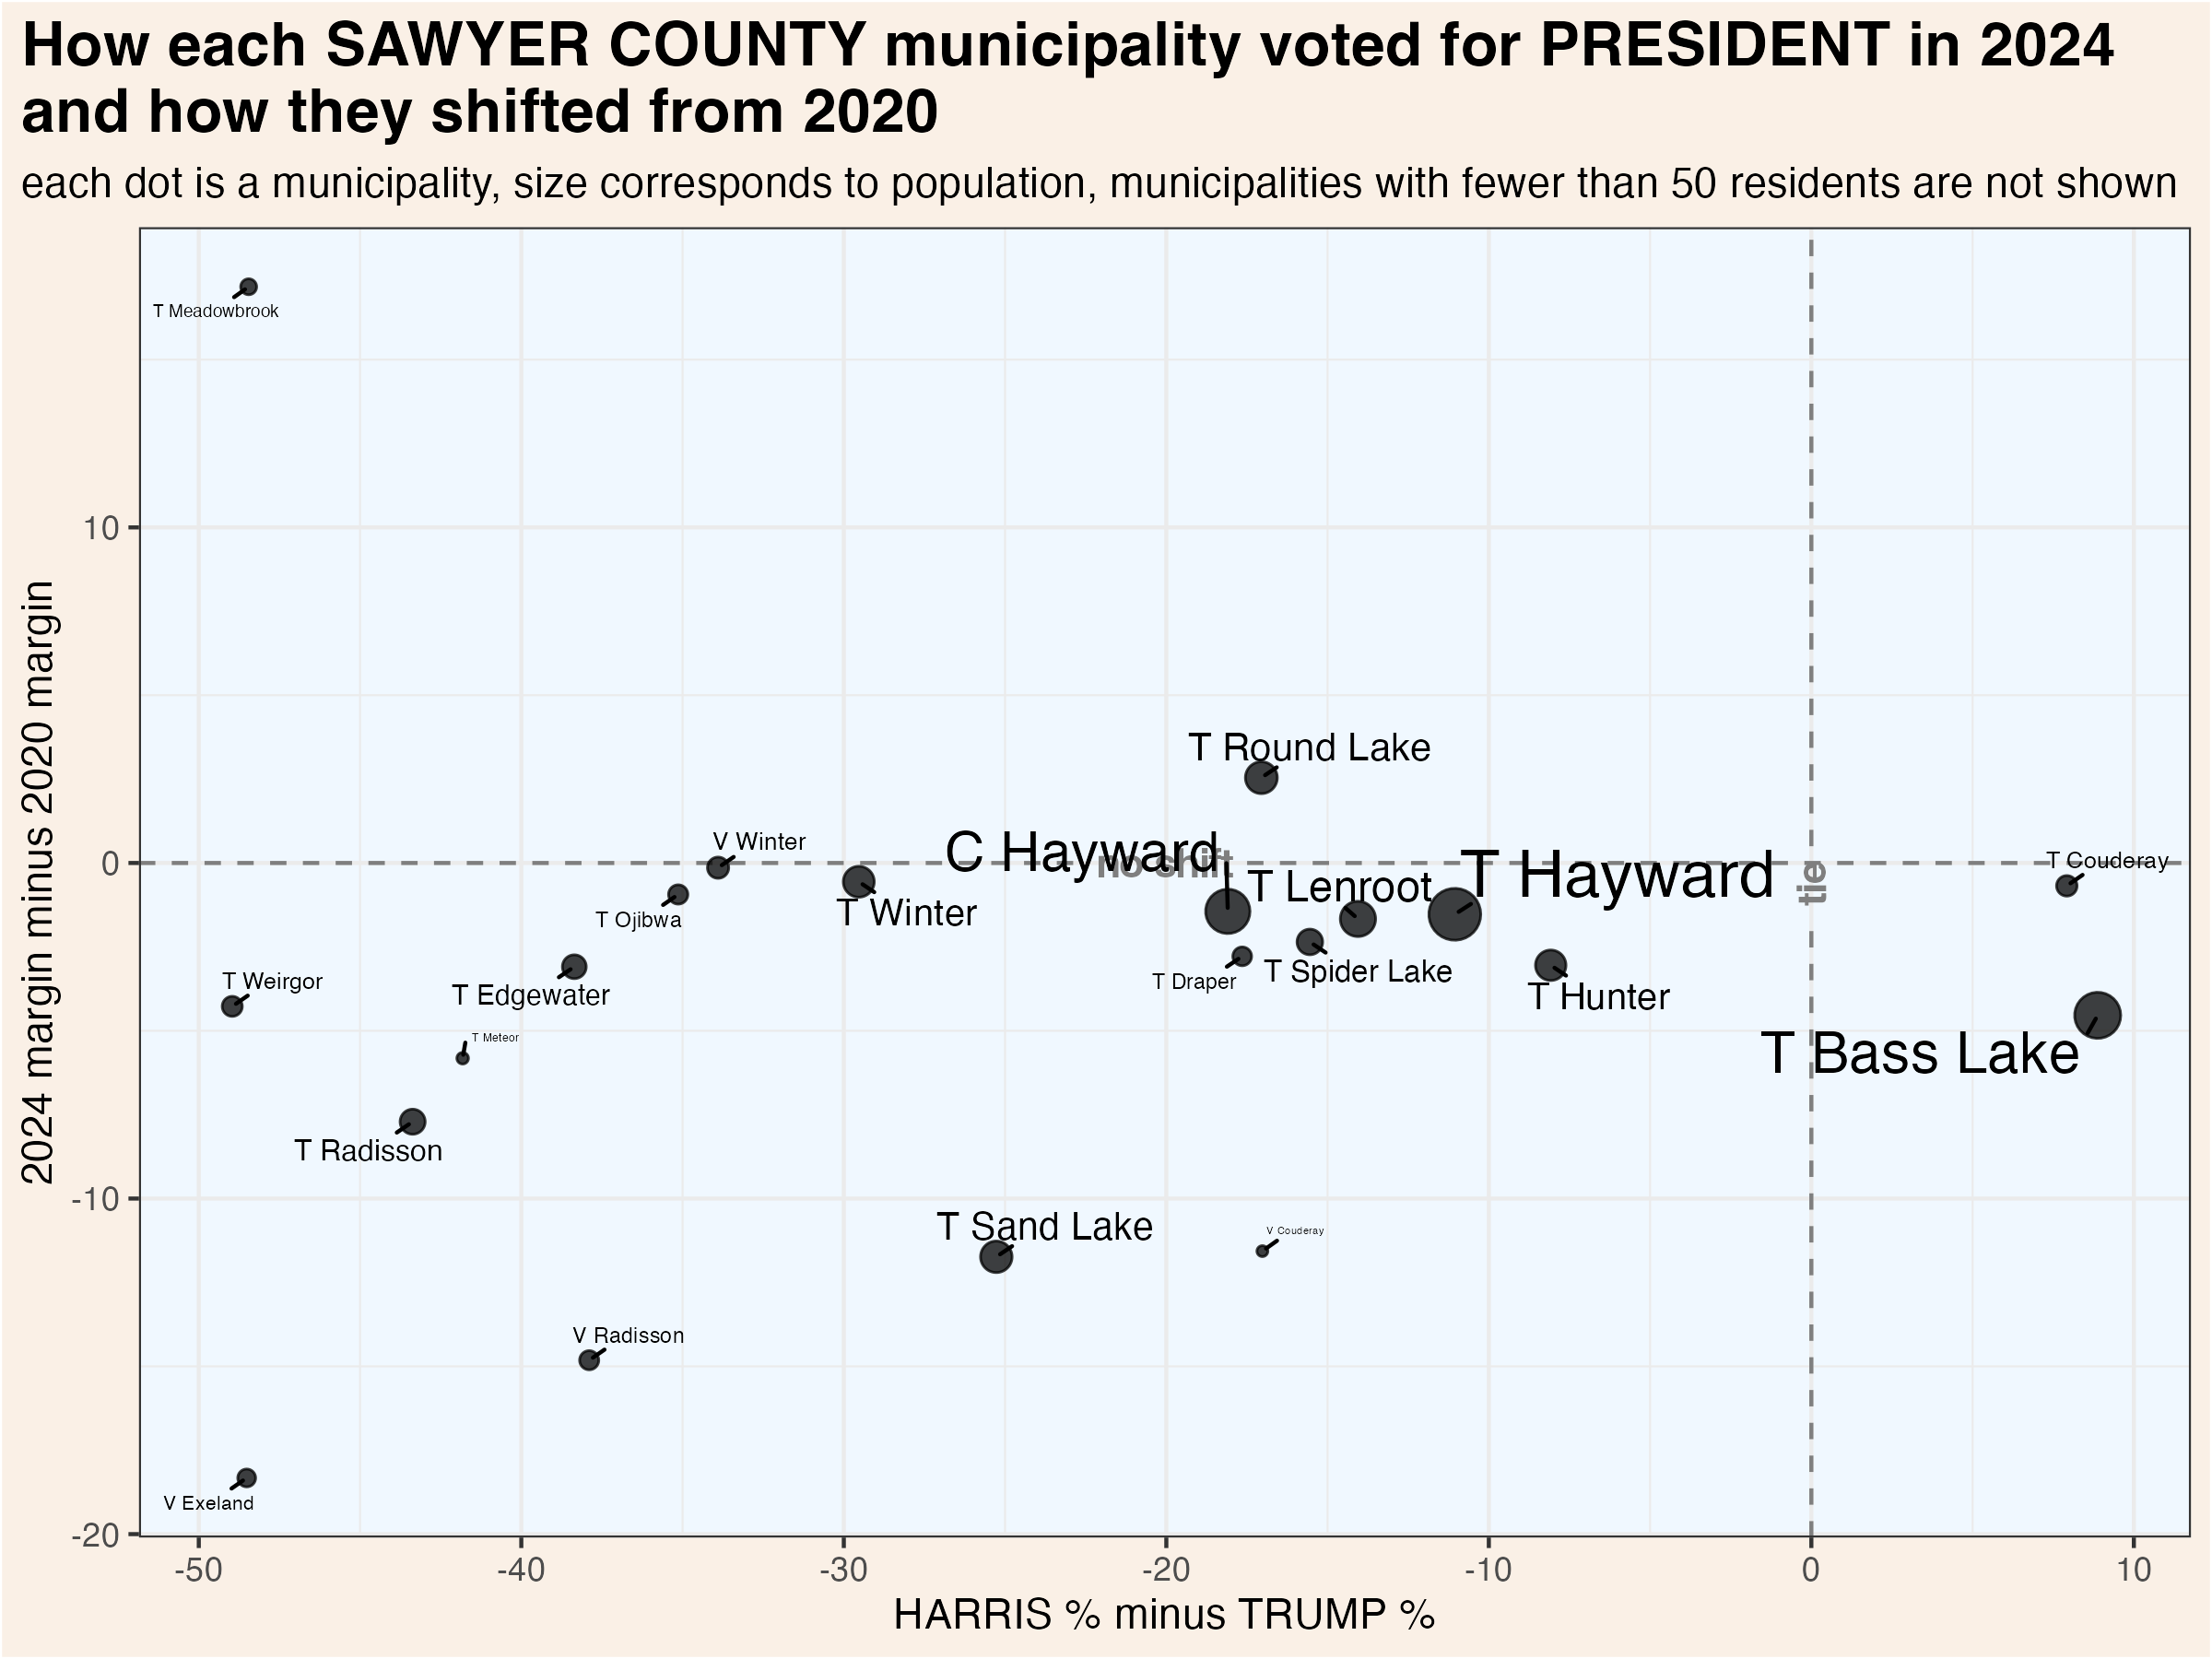 How each SAWYER COUNTY municipality voted for PRESIDENT in 2024
and how they shifted from 2020
each dot is a municipality, size corresponds to population, municipalities with fewer than 50 residents are not shown
T Meadowbrook
10
2024 margin minus 2020 margin
T Round Lake
V Winter
C Hayward
no shift
T Hayward
T Couderay
0
tie
T Lenroot
T Ojibwa
T Winter
T Weirgor
T Edgewater
T Draper
T Spider Lake
T Hunter
T Meteor
T Bass Lake
T Radisson
-10
T Sand Lake
V Couderay
V Radisson
V Exeland
-20
-50 -40 -30 -20 -10 0 10
HARRIS % minus TRUMP %